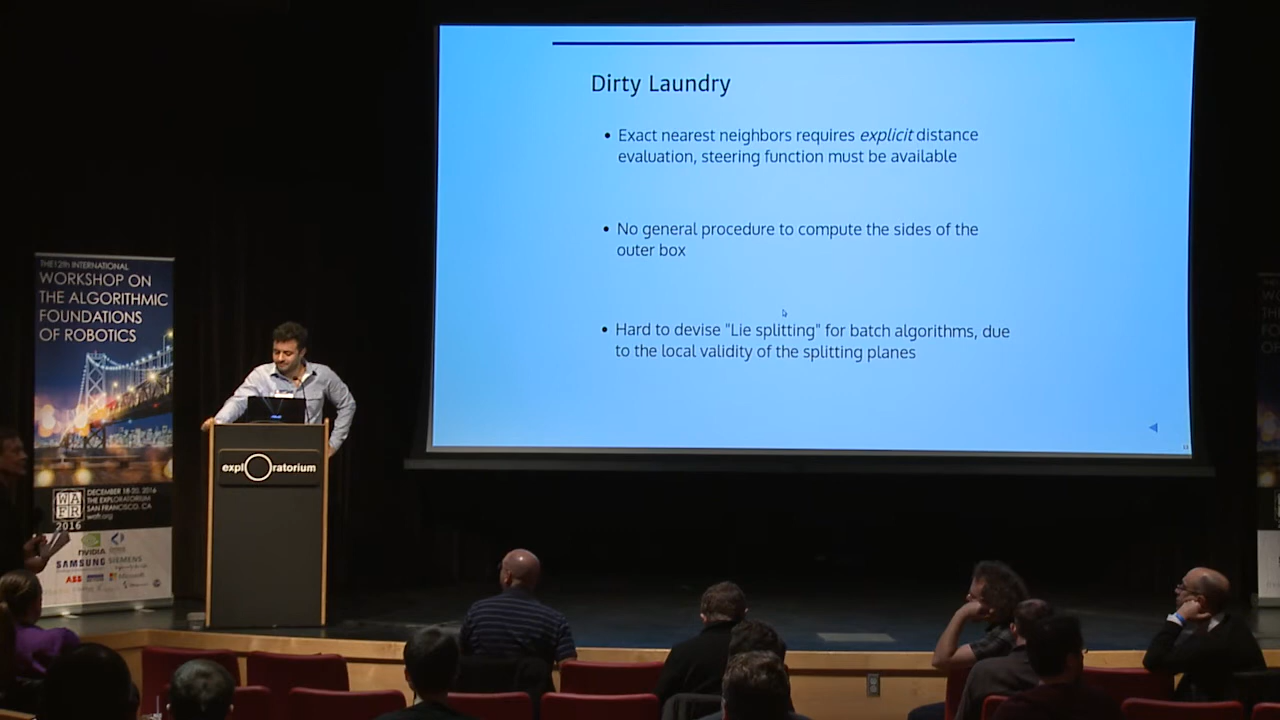 Dirty Laundry
• Exact nearest neighbors requires explicit distance
evaluation, steering function must be available
• No general procedure to compute the sides of the
outer box
• Hard to devise "Lie splitting" for batch algorithms, due
to the local validity of the splitting planes
THE 12th INTERNATIONAL
WORKSHOP ON
THE ALGORITHMIC
FOUNDATIONS
OF ROBOTICS
WAFR
2016
DECEMBER 18-20, 2016
THE EXPLORATORIUM
SAN FRANCISCO, CA
wafr.org
NVIDIA
SAMSUNG SIEMENS
ABB Microsoft
explOratorium